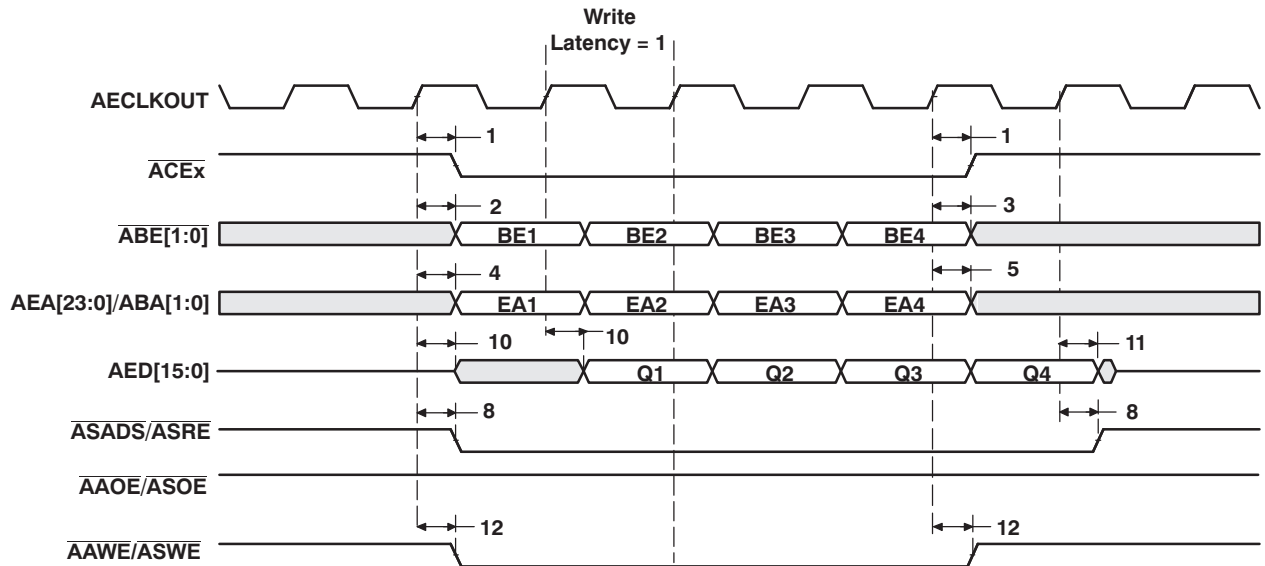 Write
Latency = 1
AECLKOUT
1 1
ACEx
2 3
ABE[1:0] BE1 BE2 BE3 BE4
4 5
AEA[23:0]/ABA[1:0] EA1 EA2 EA3 EA4
10 10 11
AED[15:0] Q1 Q2 Q3 Q4
8 8
ASADS/ASRE
AAOE/ASOE
12 12
AAWE/ASWE